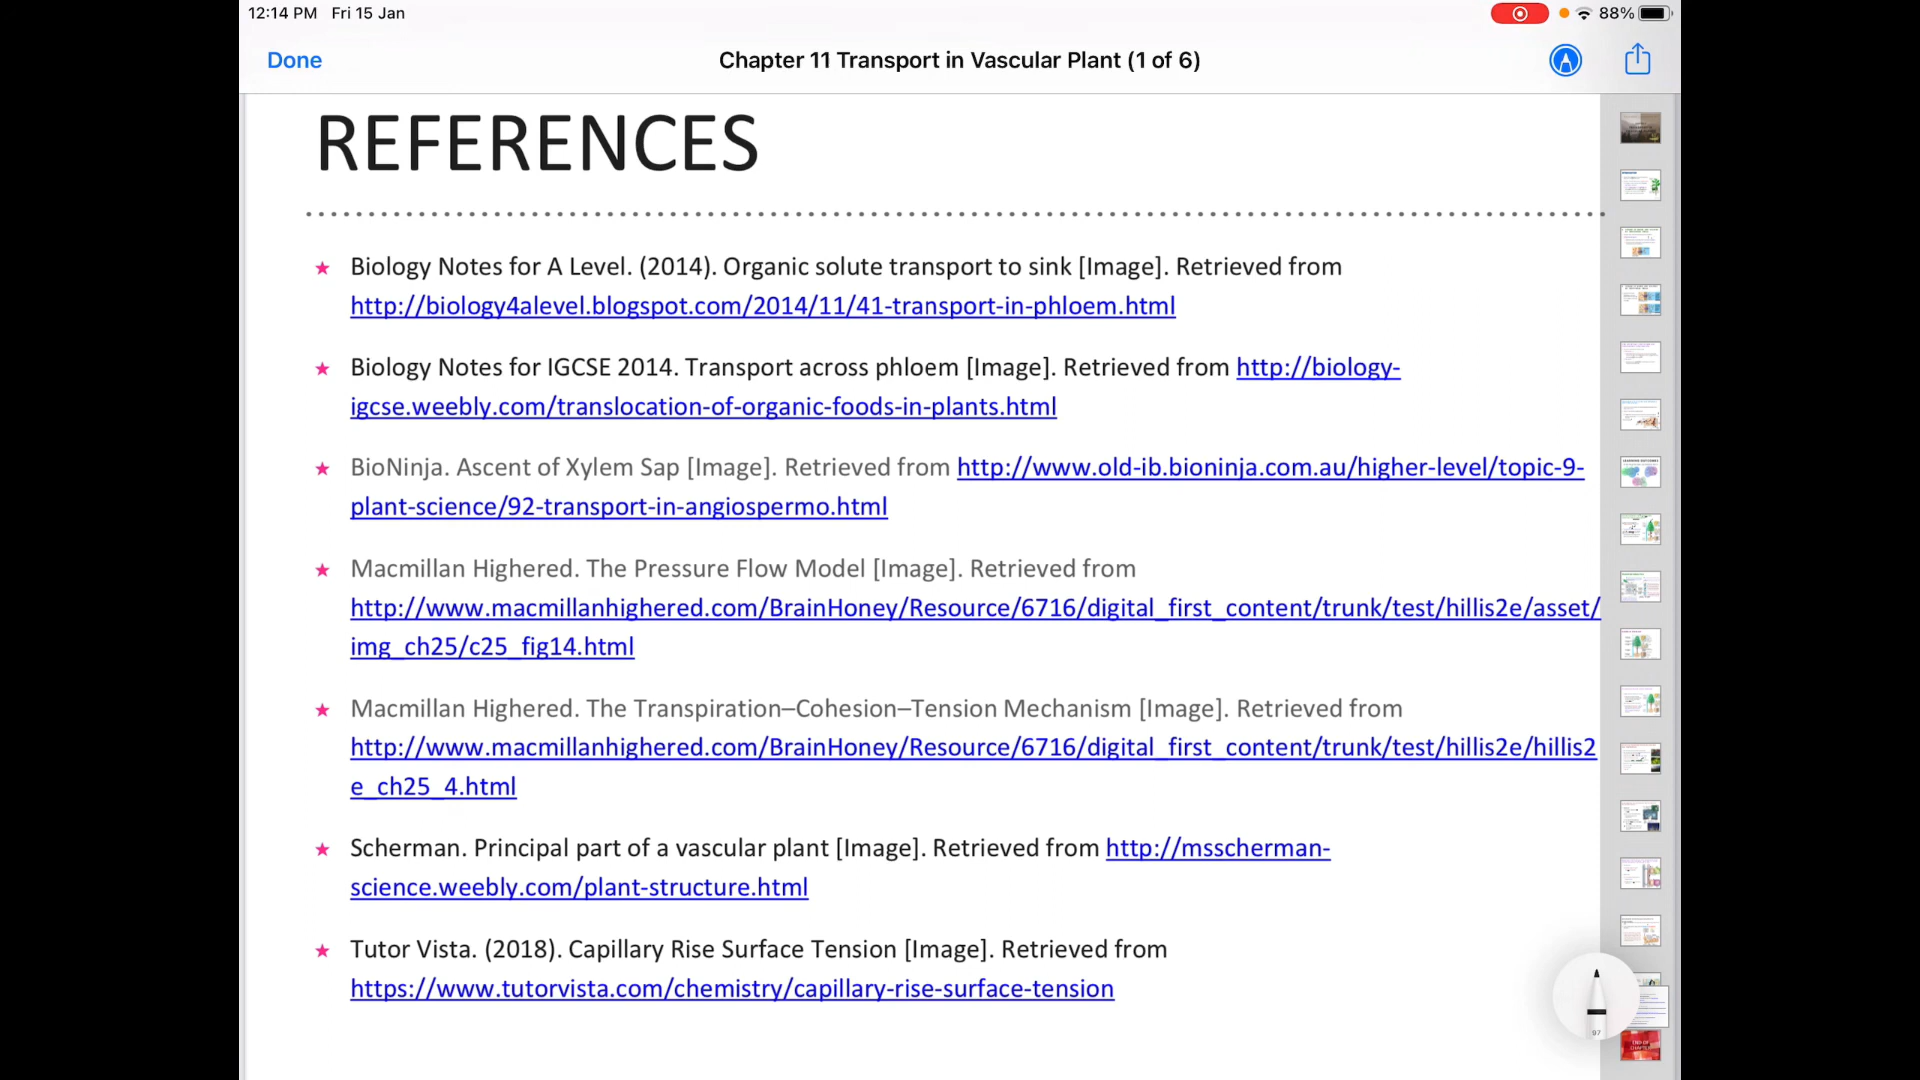 12:14 PM Fri 15 Jan
88%
Done
Chapter 11 Transport in Vascular Plant (1 of 6)
REFERENCES
Biology Notes for A Level. (2014). Organic solute transport to sink [Image]. Retrieved from
http://biology4alevel.blogspot.com/2014/11/41-transport-in-phloem.html
Biology Notes for IGCSE 2014. Transport across phloem [Image]. Retrieved from http://biology-
igcse.weebly.com/translocation-of-organic-foods-in-plants.html
BioNinja. Ascent of Xylem Sap [Image]. Retrieved from http://www.old-ib.bioninja.com.au/higher-level/topic-9-
plant-science/92-transport-in-angiospermo.html
Macmillan Highered. The Pressure Flow Model [Image]. Retrieved from
http://www.macmillanhighered.com/BrainHoney/Resource/6716/digital_first_content/trunk/test/hillis2e/asset/
img_ch25/c25_fig14.html
Macmillan Highered. The Transpiration–Cohesion–Tension Mechanism [Image]. Retrieved from
http://www.macmillanhighered.com/BrainHoney/Resource/6716/digital_first_content/trunk/test/hillis2e/hillis2
e_ch25_4.html
Scherman. Principal part of a vascular plant [Image]. Retrieved from http://msscherman-
science.weebly.com/plant-structure.html
Tutor Vista. (2018). Capillary Rise Surface Tension [Image]. Retrieved from
https://www.tutorvista.com/chemistry/capillary-rise-surface-tension
97
END OF